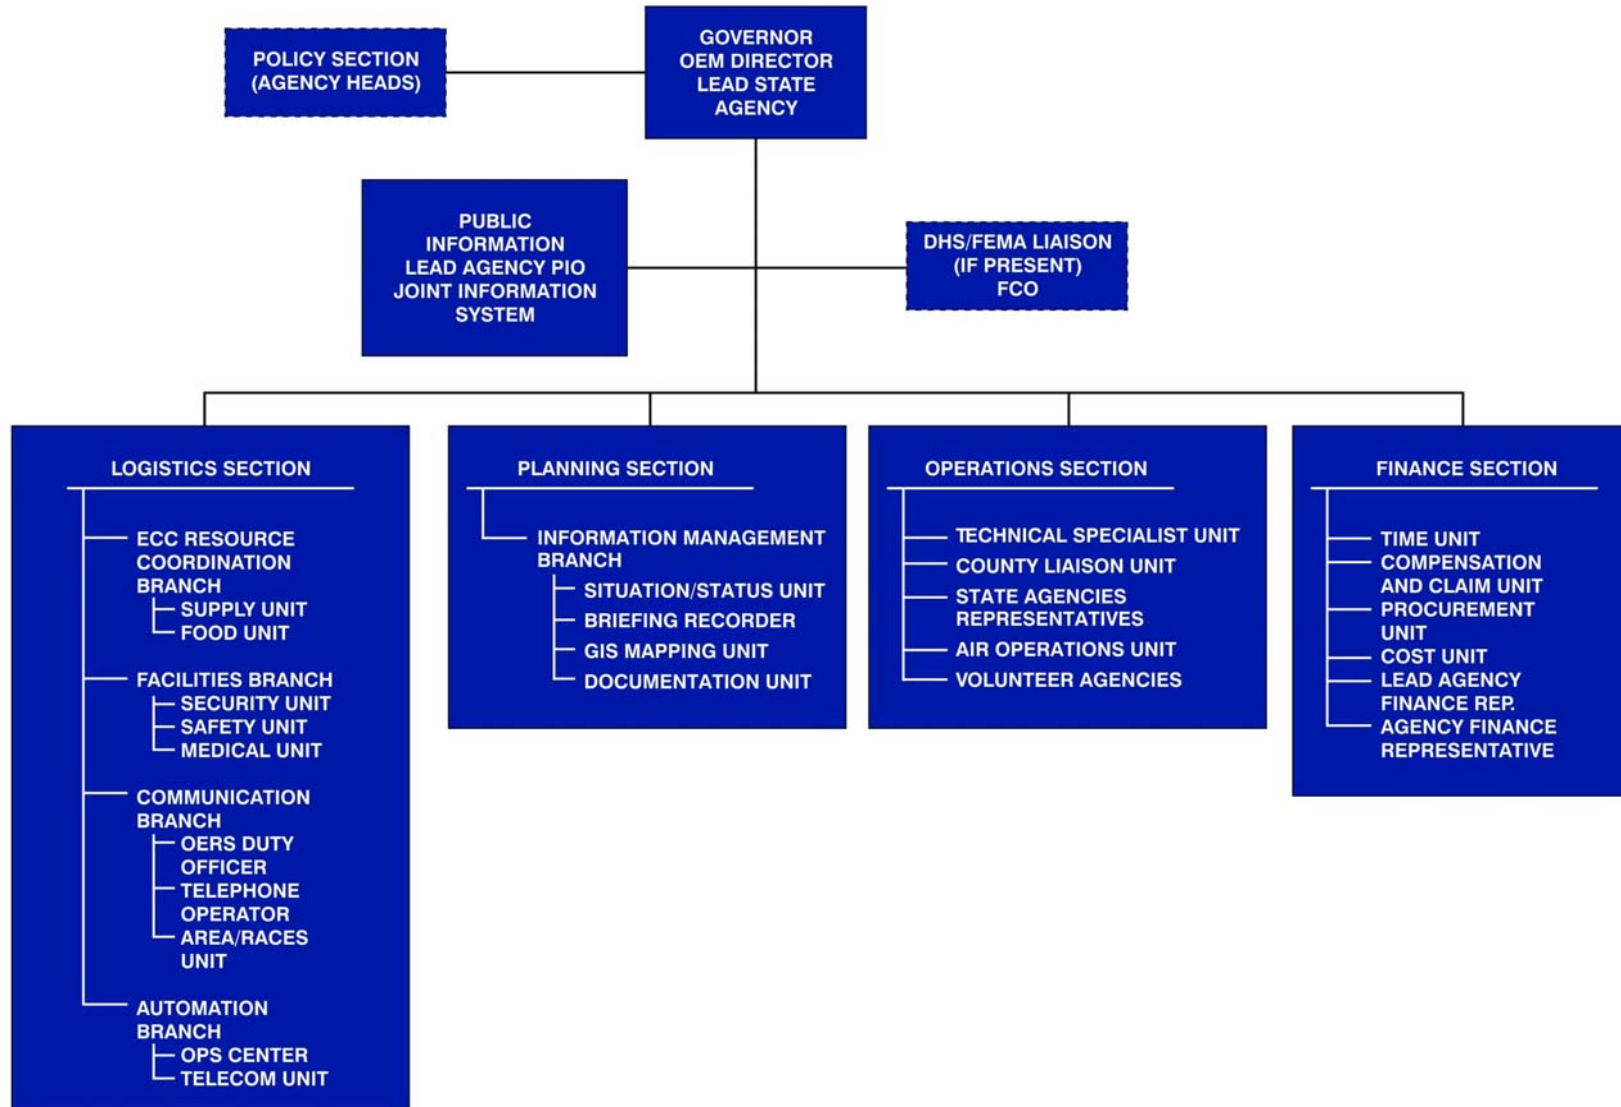 POLICY SECTION
(AGENCY HEADS)
GOVERNOR
OEM DIRECTOR
LEAD STATE
AGENCY
PUBLIC
INFORMATION
LEAD AGENCY PIO
JOINT INFORMATION
SYSTEM
DHS/FEMA LIAISON
(IF PRESENT)
FCO
LOGISTICS SECTION
ECC RESOURCE
COORDINATION
BRANCH
SUPPLY UNIT
FOOD UNIT
FACILITIES BRANCH
SECURITY UNIT
SAFETY UNIT
MEDICAL UNIT
COMMUNICATION
BRANCH
OERS DUTY
OFFICER
TELEPHONE
OPERATOR
AREA/RACES
UNIT
AUTOMATION
BRANCH
OPS CENTER
TELECOM UNIT
PLANNING SECTION
INFORMATION MANAGEMENT
BRANCH
SITUATION/STATUS UNIT
BRIEFING RECORDER
GIS MAPPING UNIT
DOCUMENTATION UNIT
OPERATIONS SECTION
TECHNICAL SPECIALIST UNIT
COUNTY LIAISON UNIT
STATE AGENCIES
REPRESENTATIVES
AIR OPERATIONS UNIT
VOLUNTEER AGENCIES
FINANCE SECTION
TIME UNIT
COMPENSATION
AND CLAIM UNIT
PROCUREMENT
UNIT
COST UNIT
LEAD AGENCY
FINANCE REP.
AGENCY FINANCE
REPRESENTATIVE